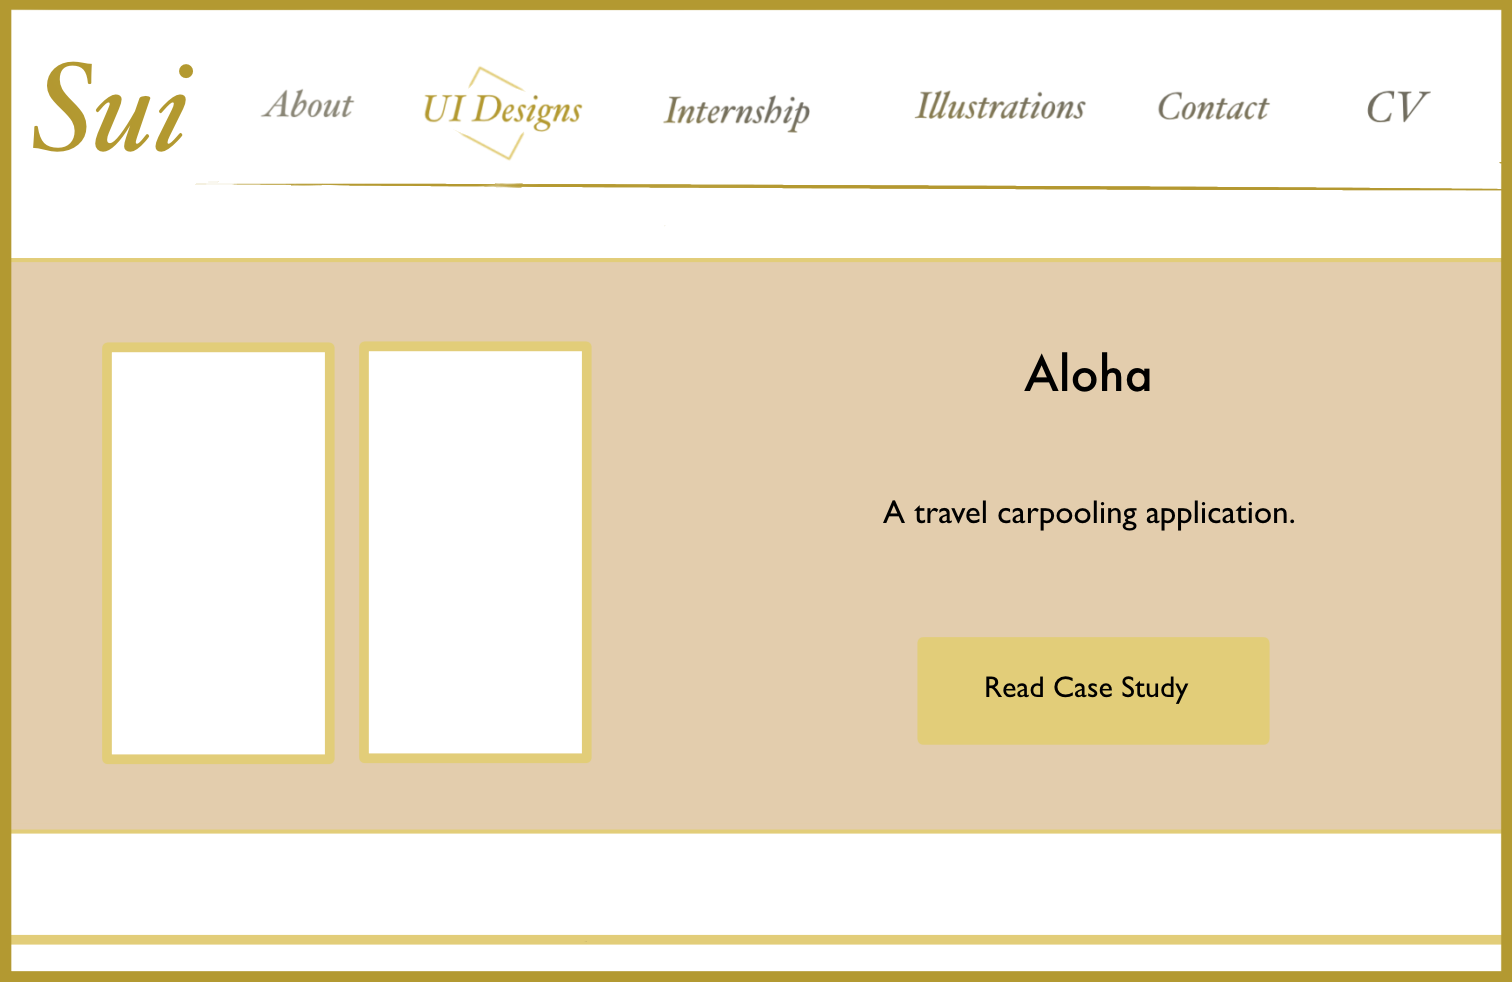 Sui
About
UI Designs
Internship
Illustrations
Contact
CV
Aloha
A travel carpooling application.
Read Case Study